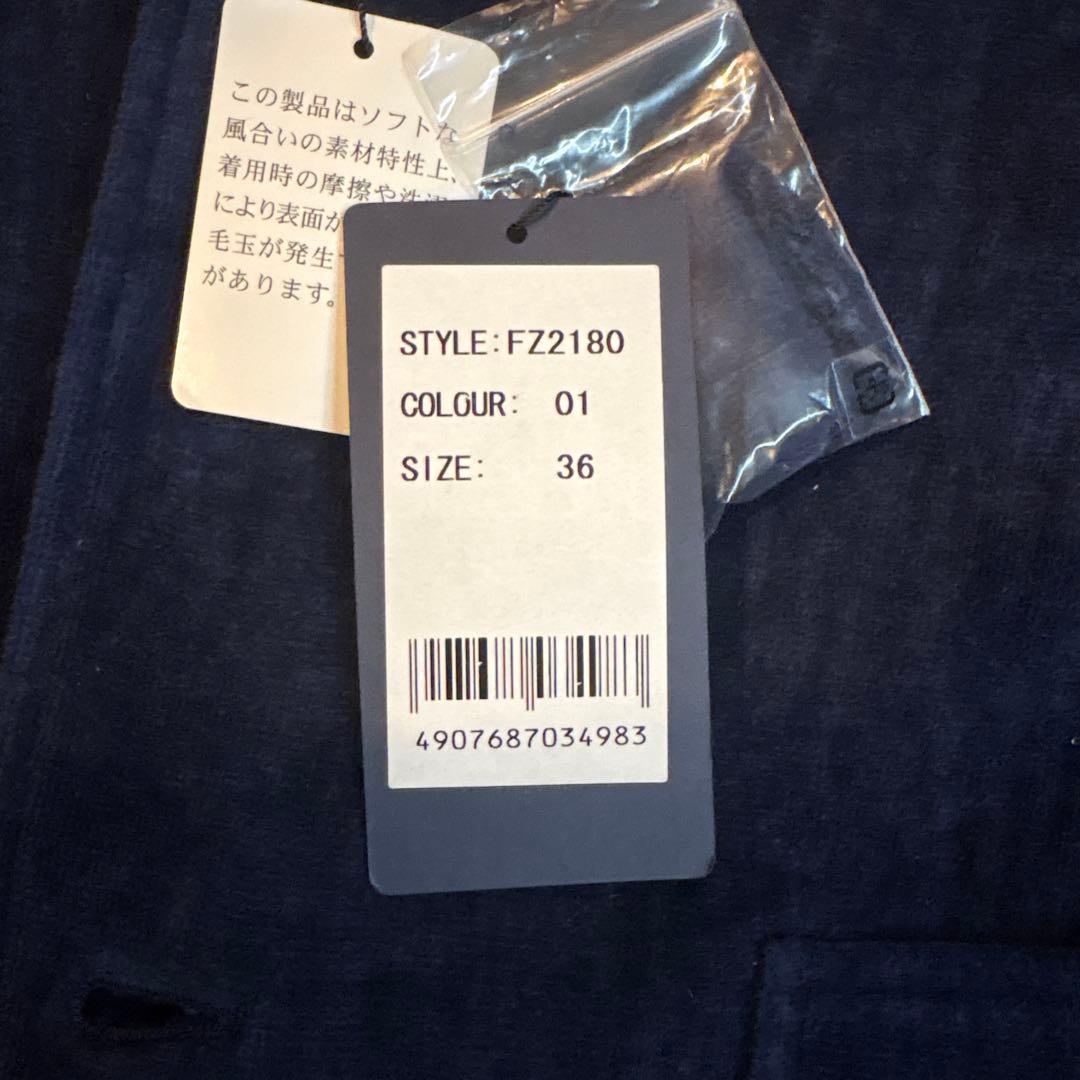 この製品はソフトな
風合いの素材特性上、
着用時の摩擦や洗濯
により表面が
毛玉が発生
があります。
STYLE:FZ2180
COLOUR: 01
SIZE: 36
4907687034983